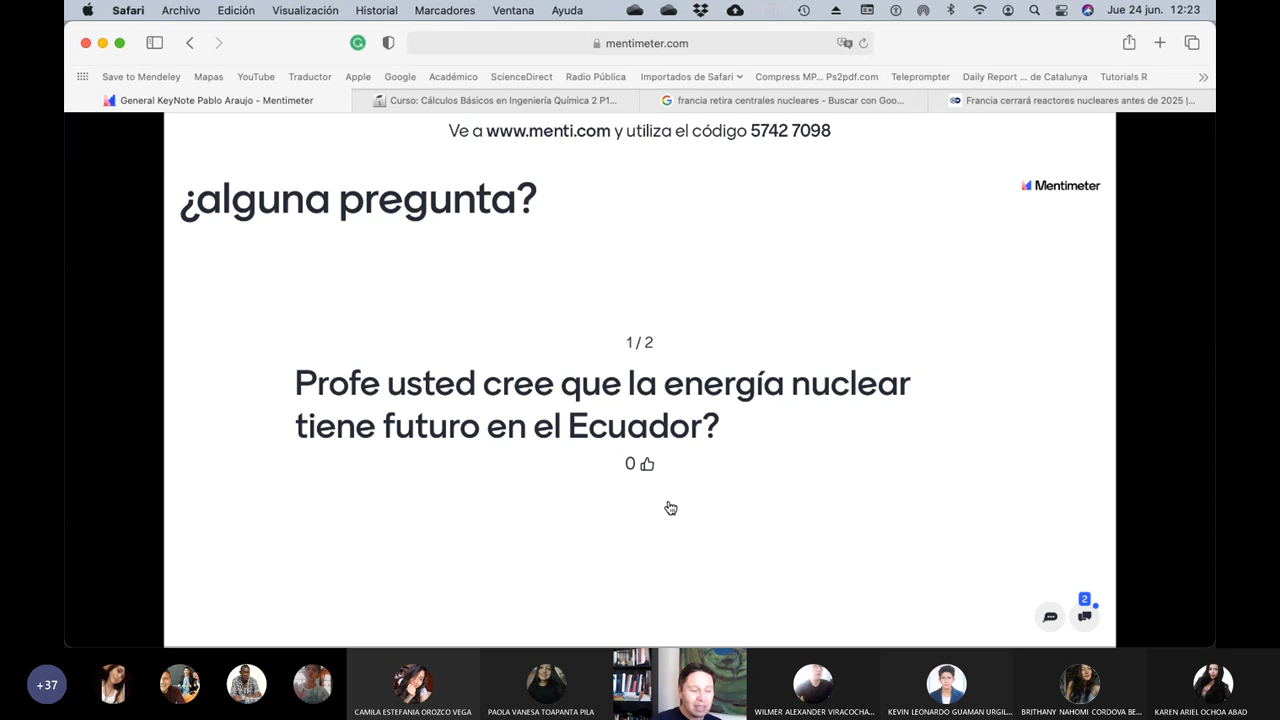 Safari Archivo Edición Visualización Historial Marcadores Ventana Ayuda Jue 24 jun. 12:23
mentimeter.com
Save to Mendeley Mapas YouTube Traductor Apple Google Académico ScienceDirect Radio Pública Importados de Safari Compress MP... Ps2pdf.com Teleprompter Daily Report ... de Catalunya Tutorials R
General KeyNote Pablo Araujo - Mentimeter Curso: Cálculos Básicos en Ingeniería Química 2 P1... francia retira centrales nucleares - Buscar con Goo... Francia cerrará reactores nucleares antes de 2025 |...
Ve a www.menti.com y utiliza el código 5742 7098
¿alguna pregunta?
Mentimeter
1 / 2
Profe usted cree que la energía nuclear
tiene futuro en el Ecuador?
0
2
+37
CAMILA ESTEFANIA OROZCO VEGA PAOLA VANESA TOAPANTA PILA WILMER ALEXANDER VIRACOCHA... KEVIN LEONARDO GUAMAN URGIL... BRITHANY NAHOMI CORDOVA BE... KAREN ARIEL OCHOA ABAD